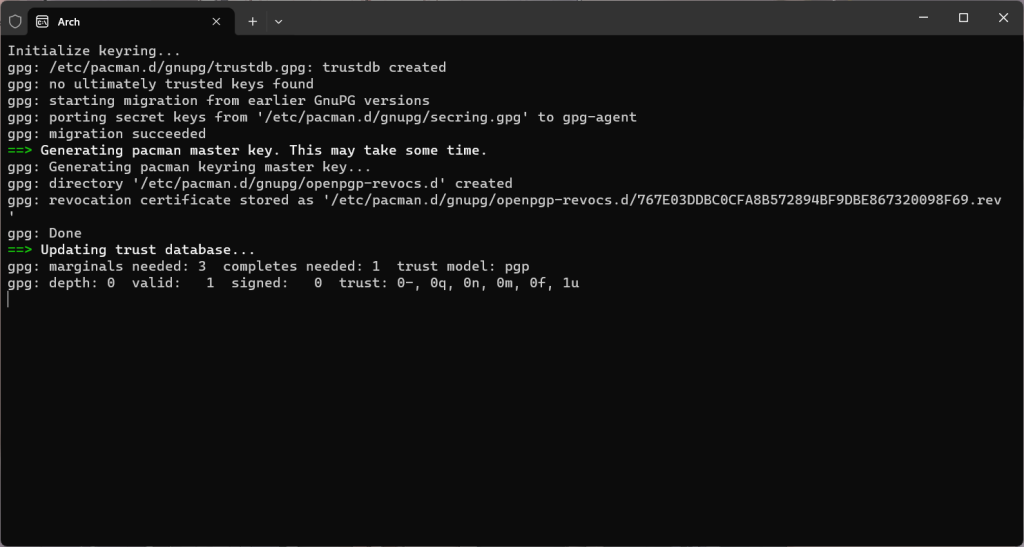 Arch
Initialize keyring...
gpg: /etc/pacman.d/gnupg/trustdb.gpg: trustdb created
gpg: no ultimately trusted keys found
gpg: starting migration from earlier GnuPG versions
gpg: porting secret keys from '/etc/pacman.d/gnupg/secring.gpg' to gpg-agent
gpg: migration succeeded
==> Generating pacman master key. This may take some time.
gpg: Generating pacman keyring master key...
gpg: directory '/etc/pacman.d/gnupg/openpgp-revocs.d' created
gpg: revocation certificate stored as '/etc/pacman.d/gnupg/openpgp-revocs.d/767E03DDBC0CFA8B572894BF9DBE867320098F69.rev
'
gpg: Done
==> Updating trust database...
gpg: marginals needed: 3  completes needed: 1  trust model: pgp
gpg: depth: 0  valid:   1  signed:   0  trust: 0-, 0q, 0n, 0m, 0f, 1u